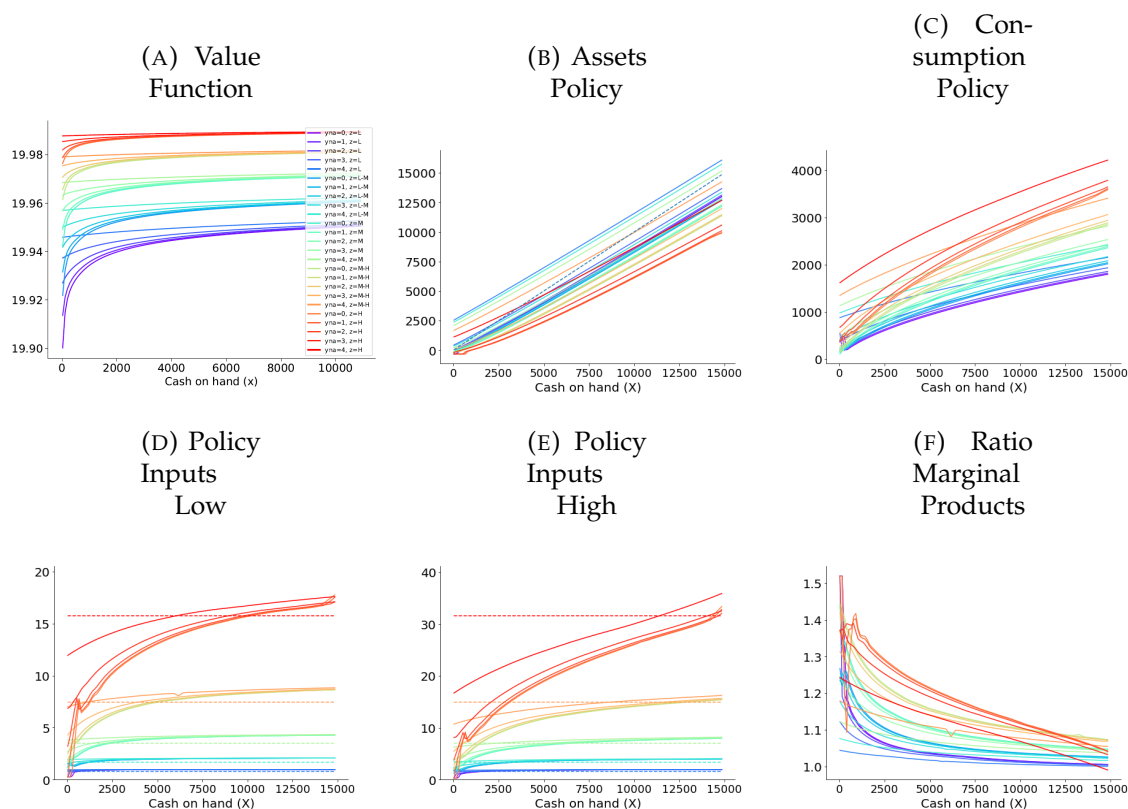 (A) Value
Function
(B) Assets
Policy
(C) Con-
sumption
Policy
19.98
19.96
19.94
19.92
19.90
0 2000 4000 6000 8000 10000
Cash on hand (x)
yna=0, z=L
yna=1, z=L
yna=2, z=L
yna=3, z=L
yna=4, z=L
yna=0, z=L-M
yna=1, z=L-M
yna=2, z=L-M
yna=3, z=L-M
yna=4, z=L-M
yna=0, z=M
yna=1, z=M
yna=2, z=M
yna=3, z=M
yna=4, z=M
yna=0, z=M-H
yna=1, z=M-H
yna=2, z=M-H
yna=3, z=M-H
yna=4, z=M-H
yna=0, z=H
yna=1, z=H
yna=2, z=H
yna=3, z=H
yna=4, z=H
15000
12500
10000
7500
5000
2500
0
0 2500 5000 7500 10000 12500 15000
Cash on hand (X)
4000
3000
2000
1000
0
0 2500 5000 7500 10000 12500 15000
Cash on hand (X)
(D) Policy
Inputs
Low
(E) Policy
Inputs
High
(F) Ratio
Marginal
Products
20
15
10
5
0
0 2500 5000 7500 10000 12500 15000
Cash on hand (X)
40
30
20
10
0
0 2500 5000 7500 10000 12500 15000
Cash on hand (X)
1.5
1.4
1.3
1.2
1.1
1.0
0 2500 5000 7500 10000 12500 15000
Cash on hand (X)